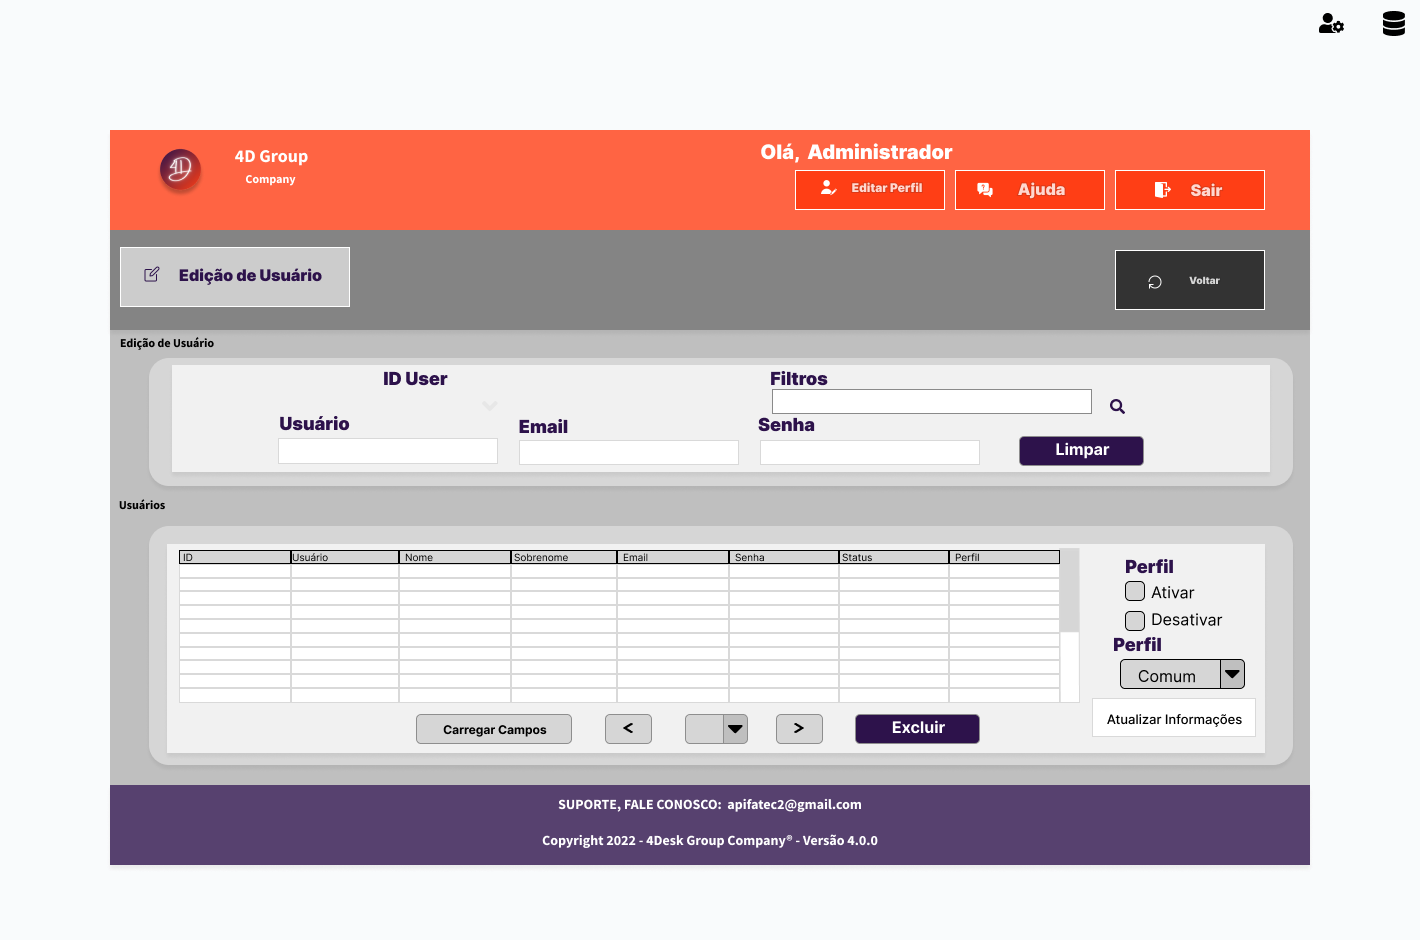 4D
4D Group
Company
Olá, Administrador
Editar Perfil
Ajuda
Sair
Edição de Usuário
Voltar
Edição de Usuário
ID User
Filtros
Usuário
Email
Senha
Limpar
Usuários
ID Usuário Nome Sobrenome Email Senha Status Perfil
Perfil
Ativar
Desativar
Perfil
Comum
Atualizar Informações
Carregar Campos
<
>
Excluir
SUPORTE, FALE CONOSCO: apifatec2@gmail.com
Copyright 2022 - 4Desk Group Company® - Versão 4.0.0